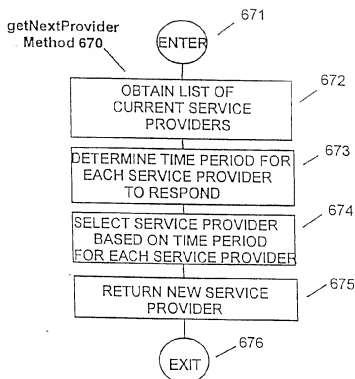 getNextProvider
Method 670
671
ENTER
672
OBTAIN LIST OF
CURRENT SERVICE
PROVIDERS
673
DETERMINE TIME PERIOD FOR
EACH SERVICE PROVIDER
TO RESPOND
674
SELECT SERVICE PROVIDER
BASED ON TIME PERIOD
FOR EACH SERVICE PROVIDER
675
RETURN NEW SERVICE
PROVIDER
676
EXIT